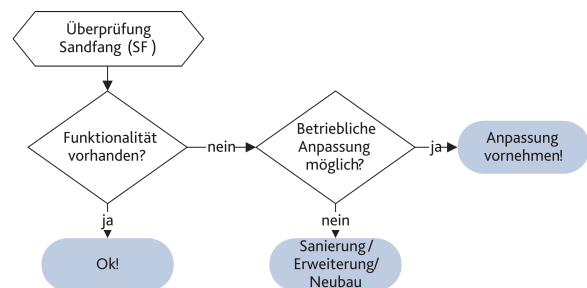 Überprüfung
Sandfang (SF )
Funktionalität
vorhanden?
nein
Betriebliche
Anpassung
möglich?
ja
Anpassung
vornehmen!
ja
nein
Ok!
Sanierung/
Erweiterung/
Neubau